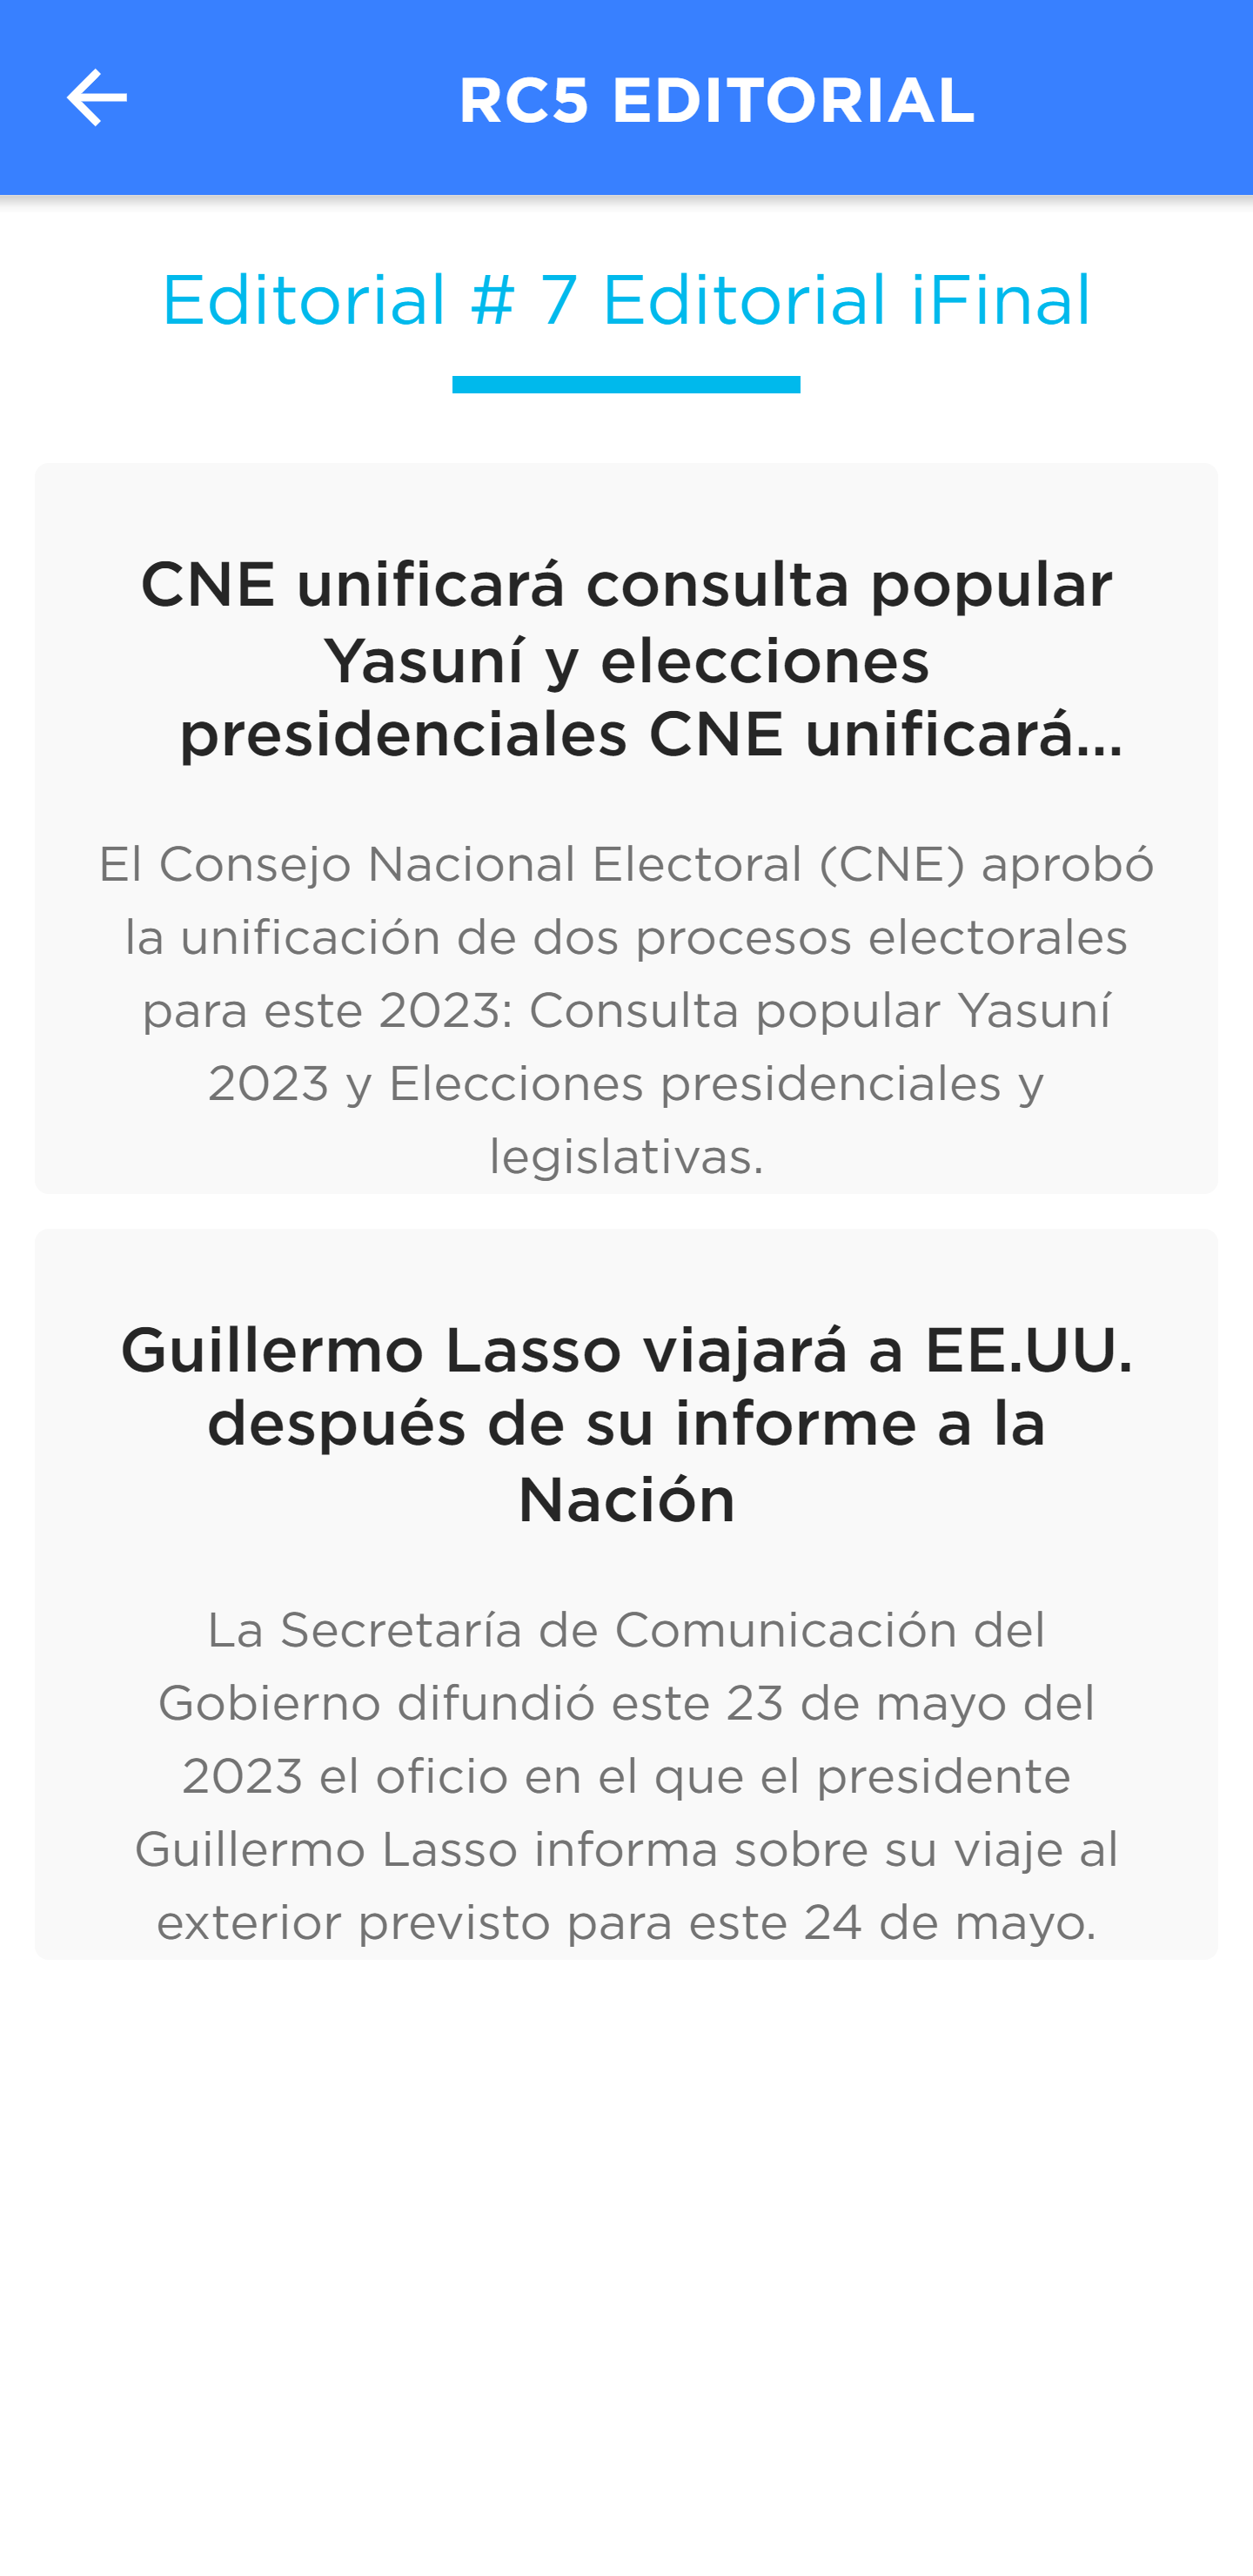 RC5 EDITORIAL
Editorial # 7 Editorial iFinal
CNE unificará consulta popular
Yasuní y elecciones
presidenciales CNE unificará...
El Consejo Nacional Electoral (CNE) aprobó
la unificación de dos procesos electorales
para este 2023: Consulta popular Yasuní
2023 y Elecciones presidenciales y
legislativas.
Guillermo Lasso viajará a EE.UU.
después de su informe a la
Nación
La Secretaría de Comunicación del
Gobierno difundió este 23 de mayo del
2023 el oficio en el que el presidente
Guillermo Lasso informa sobre su viaje al
exterior previsto para este 24 de mayo.